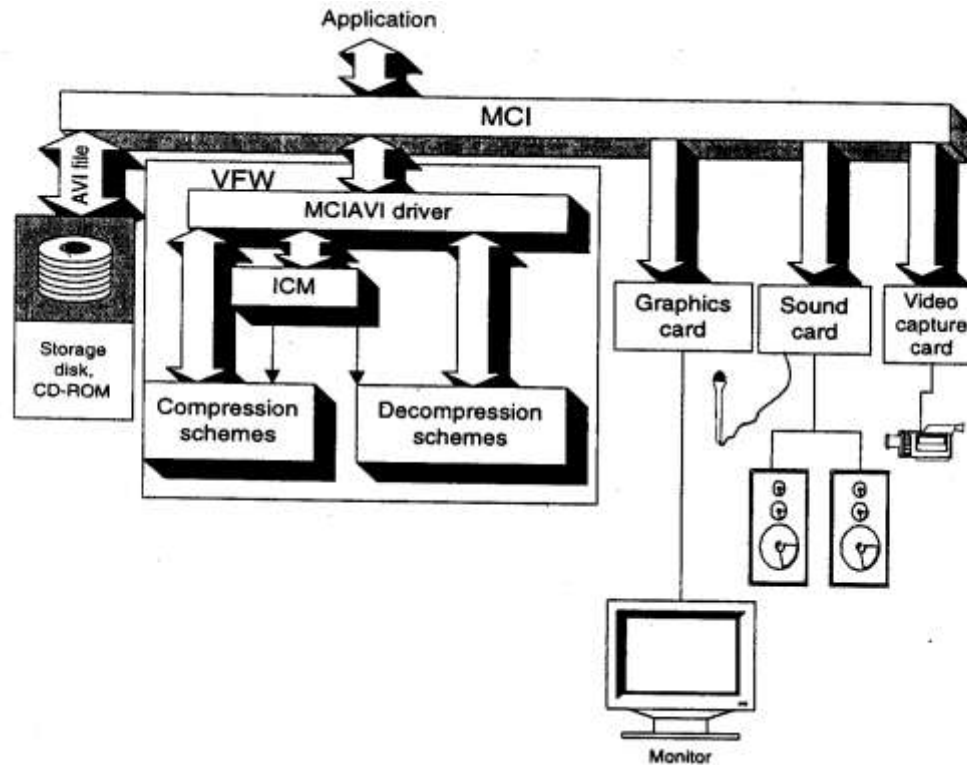 Application
MCI
AVI file
VFW
MCIAVI driver
ICM
Storage
disk,
CD-ROM
Compression
schemes
Decompression
schemes
Graphics
card
Sound
card
Video
capture
card
Monitor